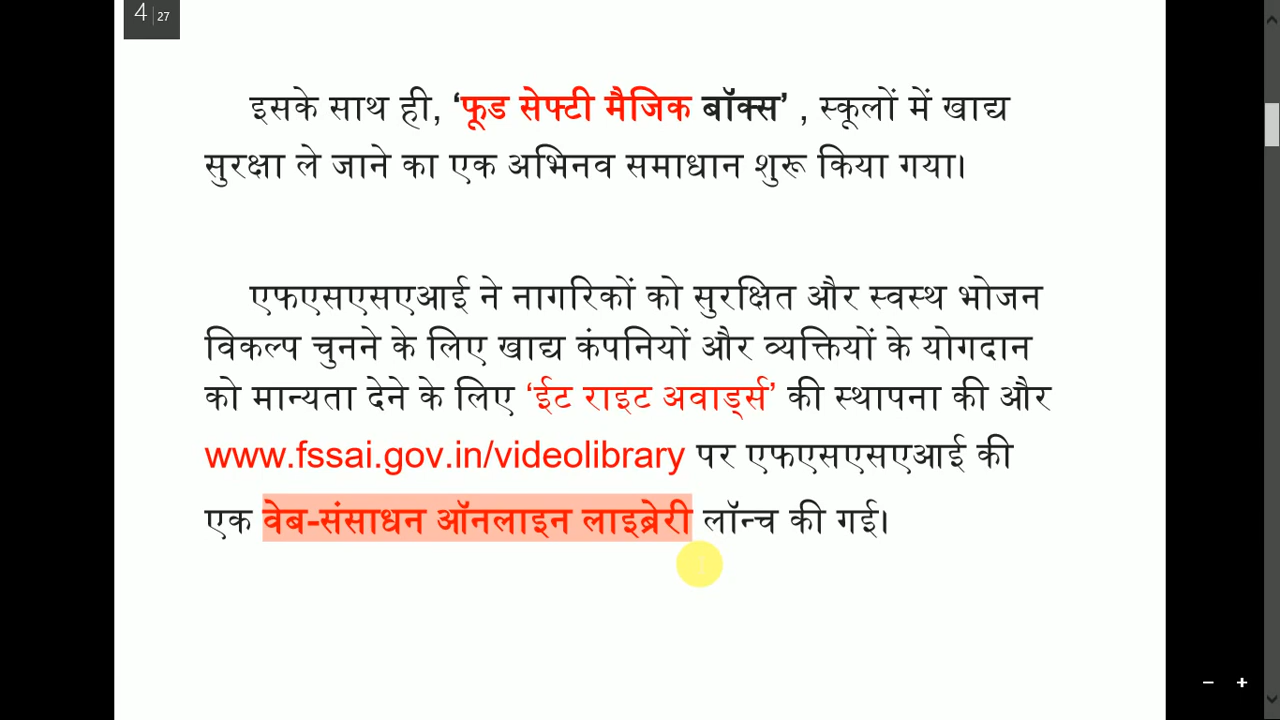 4 | 27
इसके साथ ही, ‘फूड सेफ्टी मैजिक बॉक्स’ , स्कूलों में खाद्य
सुरक्षा ले जाने का एक अभिनव समाधान शुरू किया गया।
एफएसएसएआई ने नागरिकों को सुरक्षित और स्वस्थ भोजन
विकल्प चुनने के लिए खाद्य कंपनियों और व्यक्तियों के योगदान
को मान्यता देने के लिए ‘ईट राइट अवार्ड्स’ की स्थापना की और
www.fssai.gov.in/videolibrary पर एफएसएसएआई की
एक वेब-संसाधन ऑनलाइन लाइब्रेरी लॉन्च की गई।